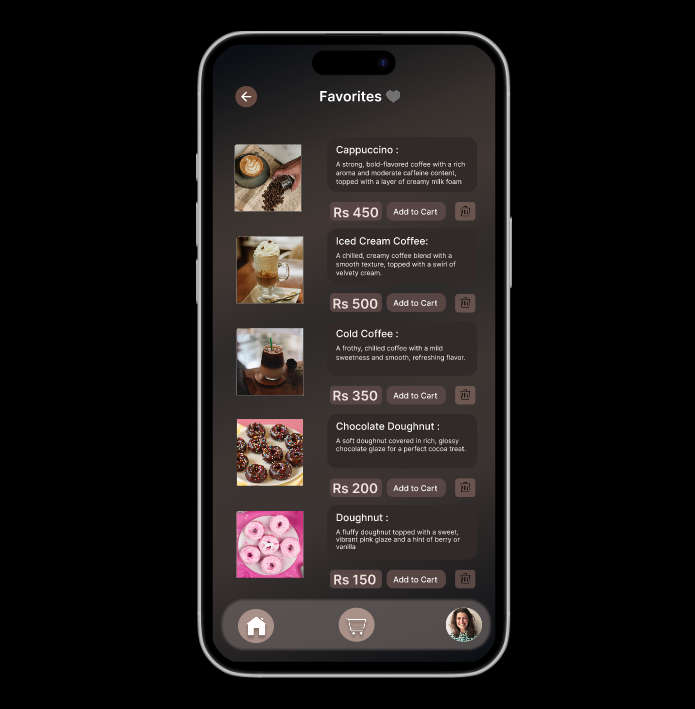 Favorites
Cappuccino :
A strong, bold-flavored coffee with a rich
aroma and moderate caffeine content,
topped with a layer of creamy milk foam
Rs 450
Add to Cart
Iced Cream Coffee:
A chilled, creamy coffee blend with a
smooth texture, topped with a swirl of
velvety cream.
Rs 500
Add to Cart
Cold Coffee :
A frothy, chilled coffee with a mild
sweetness and smooth, refreshing flavor.
Rs 350
Add to Cart
Chocolate Doughnut :
A soft doughnut covered in rich, glossy
chocolate glaze for a perfect cocoa treat.
Rs 200
Add to Cart
Doughnut :
A fluffy doughnut topped with a sweet,
vibrant pink glaze and a hint of berry or
vanilla
Rs 150
Add to Cart